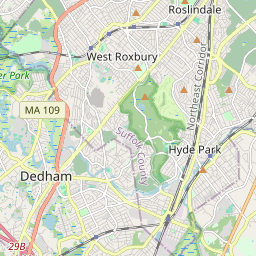 Roslindale
West Roxbury
er Park
MA 109
Northeast Corridor
Suffolk County
Hyde Park
Dedham
29B